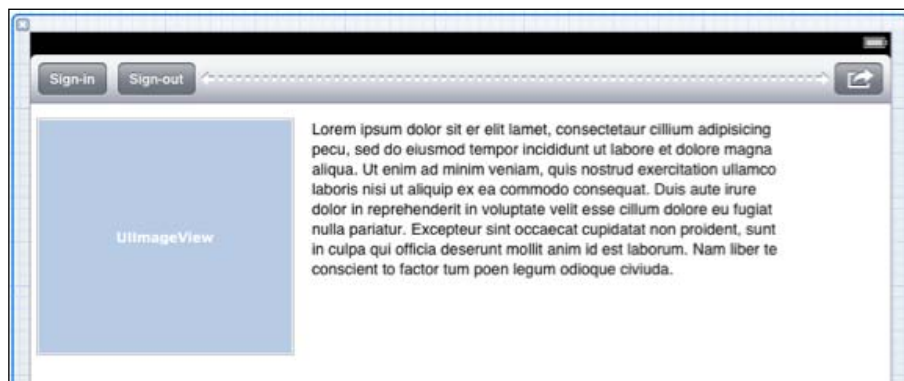 Sign-in Sign-out
Lorem ipsum dolor sit er elit lamet, consectetaur cillium adipisicing
pecu, sed do eiusmod tempor incididunt ut labore et dolore magna
aliqua. Ut enim ad minim veniam, quis nostrud exercitation ullamco
laboris nisi ut aliquip ex ea commodo consequat. Duis aute irure
dolor in reprehenderit in voluptate velit esse cillum dolore eu fugiat
nulla pariatur. Excepteur sint occaecat cupidatat non proident, sunt
in culpa qui officia deserunt mollit anim id est laborum. Nam liber te
conscient to factor tum poen legum odioque civiuda.
UIImageView